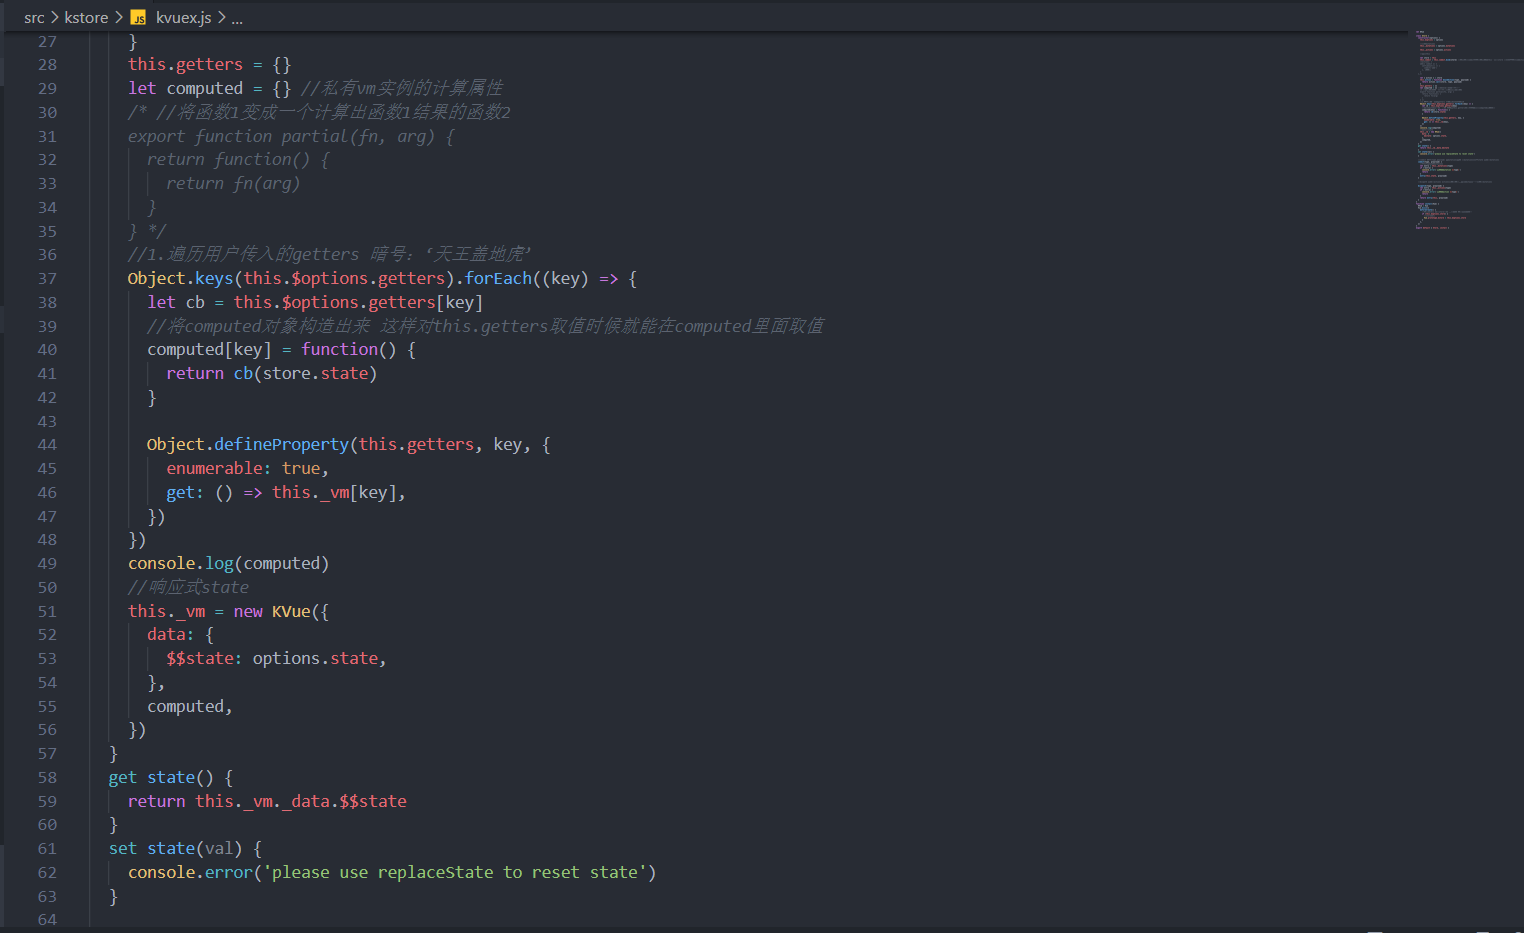 src > kstore > JS kvuex.js > ...
27 }
28 this.getters = {}
29 let computed = {} //私有vm实例的计算属性
30 /* //将函数1变成一个计算出函数1结果的函数2
31 export function partial(fn, arg) {
32 return function() {
33 return fn(arg)
34 }
35 } */
36 //1.遍历用户传入的getters 暗号:‘天王盖地虎’
37 Object.keys(this.$options.getters).forEach((key) => {
38 let cb = this.$options.getters[key]
39 //将computed对象构造出来 这样对this.getters取值时候就能在computed里面取值
40 computed[key] = function() {
41 return cb(store.state)
42 }
43
44 Object.defineProperty(this.getters, key, {
45 enumerable: true,
46 get: () => this._vm[key],
47 })
48 })
49 console.log(computed)
50 //响应式state
51 this._vm = new KVue({
52 data: {
53 $$state: options.state,
54 },
55 computed,
56 })
57 }
58 get state() {
59 return this._vm._data.$$state
60 }
61 set state(val) {
62 console.error('please use replaceState to reset state')
63 }
64